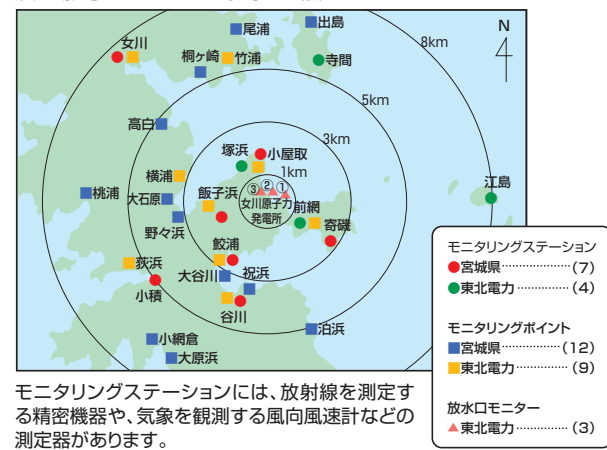 出島
尾浦
N
女川
桐ヶ崎
竹浦
8km
寺間
5km
高白
3km
塚浜
小屋取
1km
横浦
③②①
江島
桃浦
大石原
飯子浜
女川原子力
発電所
前網
野々浜
寄磯
鮫浦
荻浜
大谷川
祝浜
小積
谷川
泊浜
小網倉
大原浜
モニタリングステーション
宮城県……………(7)
東北電力…………(4)
モニタリングポイント
宮城県……………(12)
東北電力…………(9)
放水口モニター
東北電力…………(3)
モニタリングステーションには、放射線を測定す
る精密機器や、気象を観測する風向風速計などの
測定器があります。